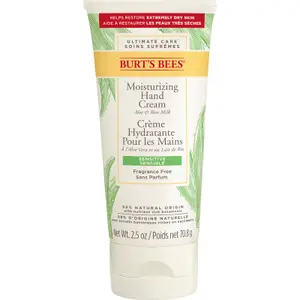 HELPS RESTORE EXTREMELY DRY SKIN
AIDE À RESTAURER LES PEAUX TRÈS SÈCHES
ULTIMATE CARE
SOINS SUPRÊMES
BURT'S BEES
Moisturizing
Hand
Cream
Aloe & Rice Milk
Crème
Hydratante
Pour les Mains
à l'Aloe Vera et au Lait de Riz
SENSITIVE
SENSIBLE
Fragrance Free
Sans Parfum
98% NATURAL ORIGIN
98% D'ORIGINE NATURELLE
Net Wt. 2.5 oz / Poids net 70.8 g